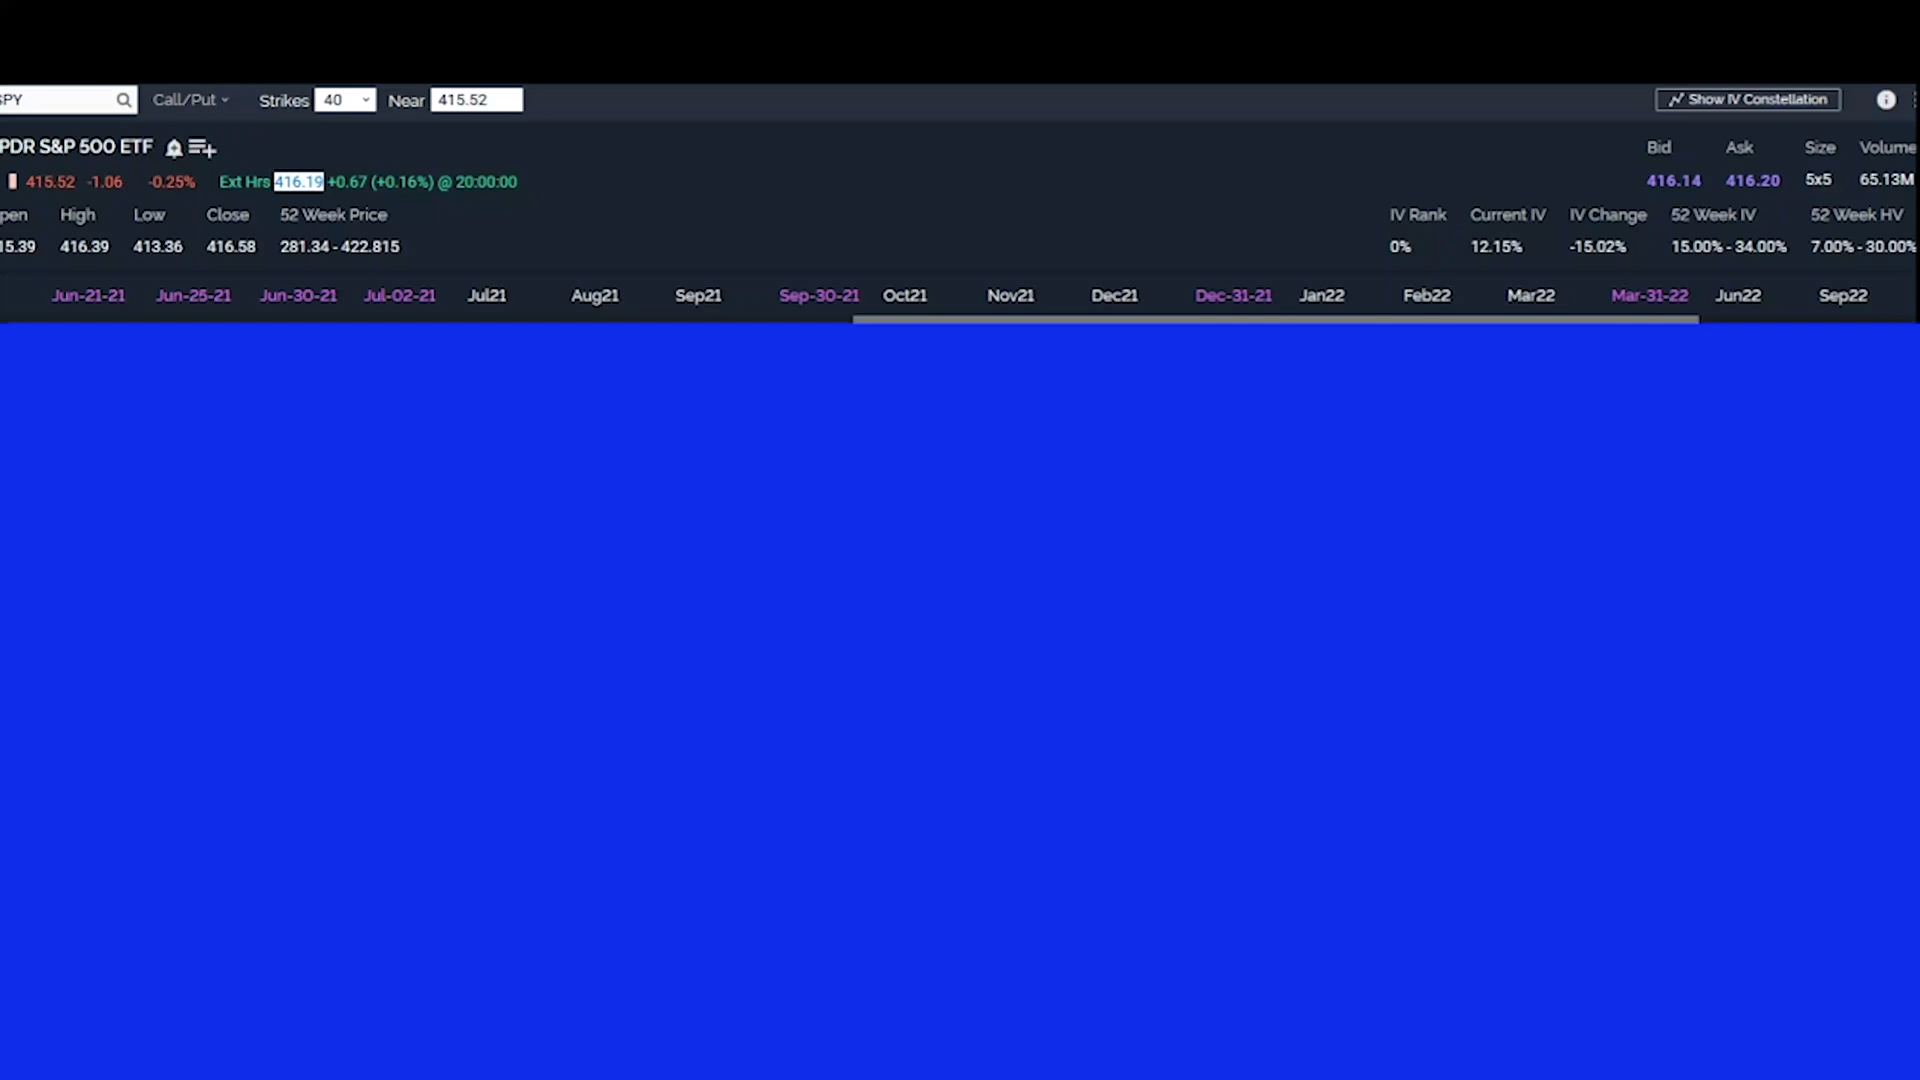 SPY Call/Put Strikes 40 Near 415.52 Show IV Constellation
PDR S&P 500 ETF Bid Ask Size Volume
415.52 -1.06 -0.25% Ext Hrs 416.19 +0.67 (+0.16%) @ 20:00:00 416.14 416.20 5x5 65.13M
pen High Low Close 52 Week Price IV Rank Current IV IV Change 52 Week IV 52 Week HV
15.39 416.39 413.36 416.58 281.34 - 422.815 0% 12.15% -15.02% 15.00% - 34.00% 7.00% - 30.00%
Jun-21-21 Jun-25-21 Jun-30-21 Jul-02-21 Jul21 Aug21 Sep21 Sep-30-21 Oct21 Nov21 Dec21 Dec-31-21 Jan22 Feb22 Mar22 Mar-31-22 Jun22 Sep22